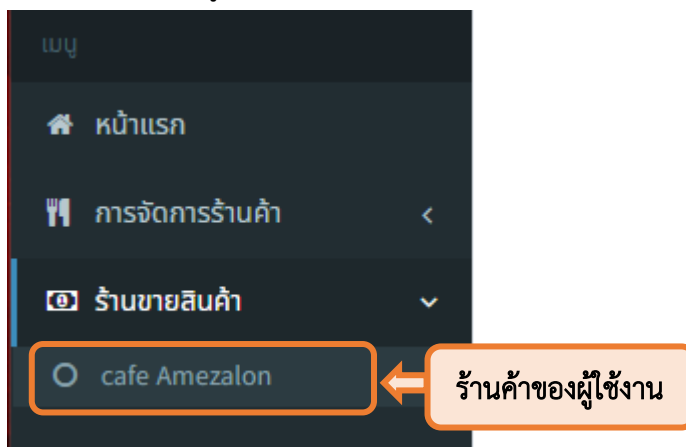 เมนู
หน้าแรก
การจัดการร้านค้า
ร้านขายสินค้า
cafe Amezalon
ร้านค้าของผู้ใช้งาน